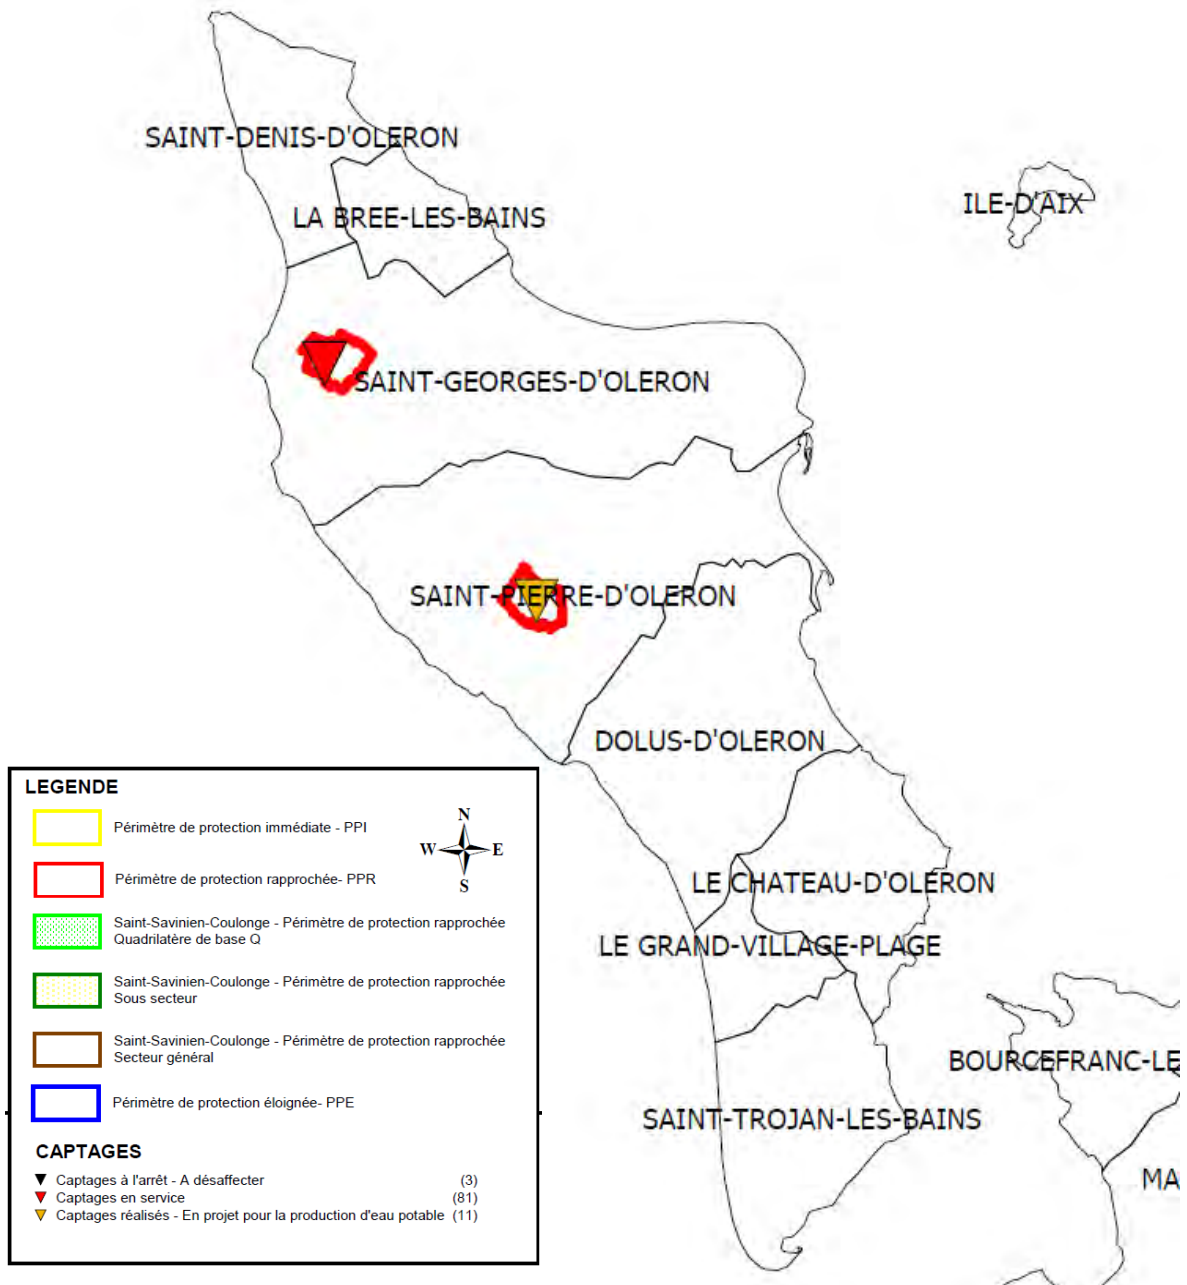 SAINT-DENIS-D'OLERON
LA BREE-LES-BAINS
ILE-D'AIX
SAINT-GEORGES-D'OLERON
SAINT-PIERRE-D'OLERON
DOLUS-D'OLERON
LE CHATEAU-D'OLERON
LE GRAND-VILLAGE-PLAGE
BOURCEFRANC-LE
SAINT-TROJAN-LES-BAINS
MA
LEGENDE
N
W E
S
Périmètre de protection immédiate - PPI
Périmètre de protection rapprochée- PPR
Saint-Savinien-Coulonge - Périmètre de protection rapprochée
Quadrilatère de base Q
Saint-Savinien-Coulonge - Périmètre de protection rapprochée
Sous secteur
Saint-Savinien-Coulonge - Périmètre de protection rapprochée
Secteur général
Périmètre de protection éloignée- PPE
CAPTAGES
Captages à l'arrêt - A désaffecter (3)
Captages en service (81)
Captages réalisés - En projet pour la production d'eau potable (11)